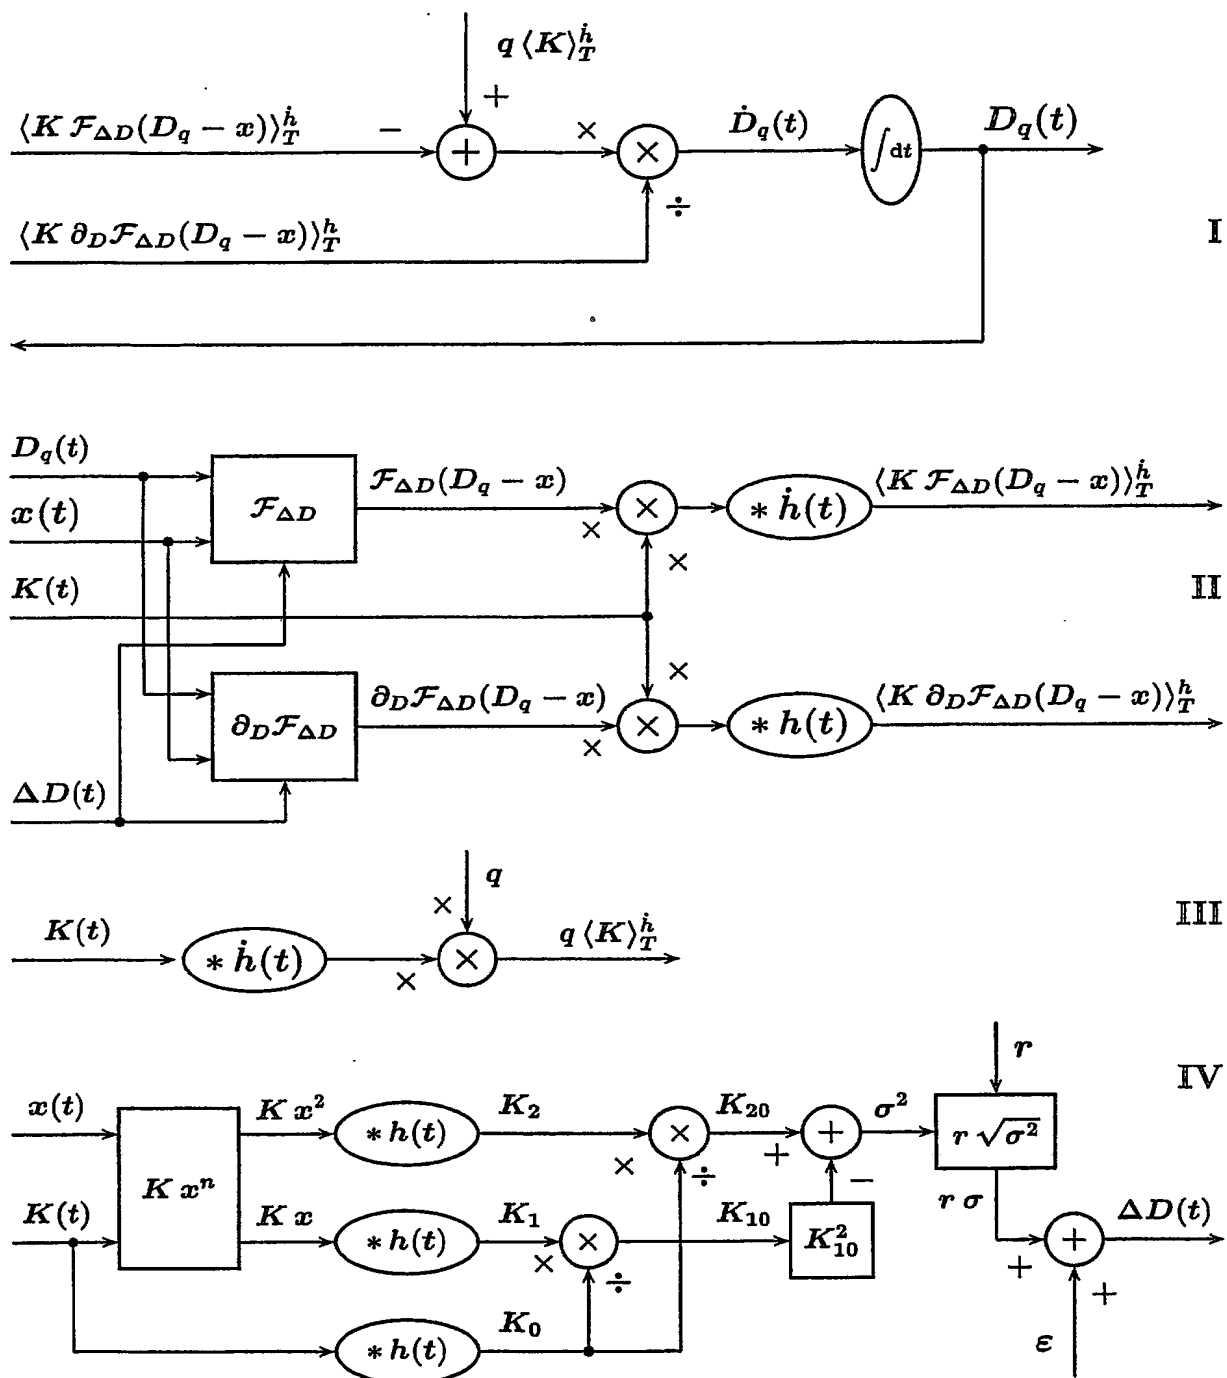 q ⟨K⟩_T^ḣ
+
⟨K ℱ_ΔD(D_q − x)⟩_T^ḣ
−
+
×
×
Ḋ_q(t)
∫dt
D_q(t)
÷
⟨K ∂_Dℱ_ΔD(D_q − x)⟩_T^h
I
D_q(t)
ℱ_ΔD
ℱ_ΔD(D_q − x)
×
×
* ḣ(t)
⟨K ℱ_ΔD(D_q − x)⟩_T^ḣ
x(t)
×
K(t)
II
×
∂_Dℱ_ΔD
∂_Dℱ_ΔD(D_q − x)
×
×
* h(t)
⟨K ∂_Dℱ_ΔD(D_q − x)⟩_T^h
ΔD(t)
q
×
III
K(t)
* ḣ(t)
×
×
q ⟨K⟩_T^ḣ
r
IV
x(t)
K xⁿ
K x²
* h(t)
K₂
×
×
÷
K₂₀
+
+
−
σ²
r √σ²
K(t)
K x
* h(t)
K₁
×
×
÷
K₁₀
K₁₀²
r σ
+
+
+
ΔD(t)
* h(t)
K₀
ε